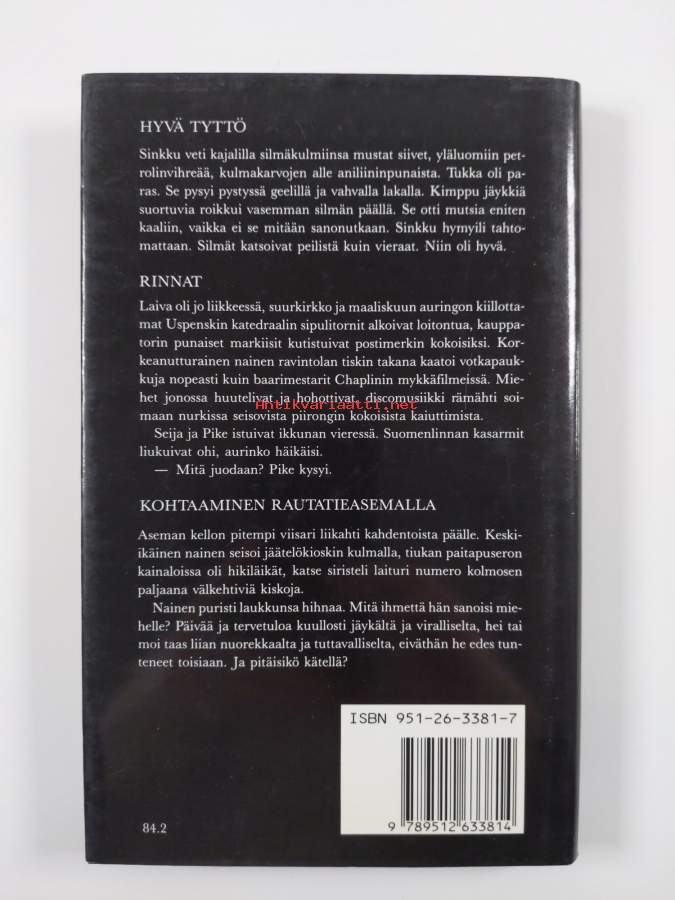 HYVÄ TYTTÖ
Sinkku veti kajalilla silmäkulmiinsa mustat siivet, yläluomiin pet-
rolinvihreää, kulmakarvojen alle aniliininpunaista. Tukka oli pa-
ras. Se pysyi pystyssä geelillä ja vahvalla lakalla. Kimppu jäykkiä
suortuvia roikkui vasemman silmän päällä. Se otti mutsia eniten
kaaliin, vaikka ei se mitään sanonutkaan. Sinkku hymyili tahto-
mattaan. Silmät katsoivat peilistä kuin vieraat. Niin oli hyvä.
RINNAT
Laiva oli jo liikkeessä, suurkirkko ja maaliskuun auringon kiillotta-
mat Uspenskin katedraalin sipulitornit alkoivat loitontua, kauppa-
torin punaiset markiisit kutistuivat postimerkin kokoisiksi. Kor-
keanutturainen nainen ravintolan tiskin takana kaatoi votkapauk-
kuja nopeasti kuin baarimestarit Chaplinin mykkäfilmeissä. Mie-
het jonossa huutelivat ja hohottivat, discomusiikki rämähti soi-
Antikvariaatti.net
maan nurkissa seisovista piirongin kokoisista kaiuttimista.
Seija ja Pike istuivat ikkunan vieressä. Suomenlinnan kasarmit
liukuivat ohi, aurinko häikäisi.
— Mitä juodaan? Pike kysyi.
KOHTAAMINEN RAUTATIEASEMALLA
Aseman kellon pitempi viisari liikahti kahdentoista päälle. Keski-
ikäinen nainen seisoi jäätelökioskin kulmalla, tiukan paitapuseron
kainaloissa oli hikiläikät, katse siristeli laituri numero kolmosen
paljaana välkehtiviä kiskoja.
Nainen puristi laukkunsa hihnaa. Mitä ihmettä hän sanoisi mie-
helle? Päivää ja tervetuloa kuullosti jäykältä ja viralliselta, hei tai
moi taas liian nuorekkaalta ja tuttavalliselta, eiväthän he edes tun-
teneet toisiaan. Ja pitäisikö kätellä?
ISBN 951-26-3381-7
9 789512 633814
84.2